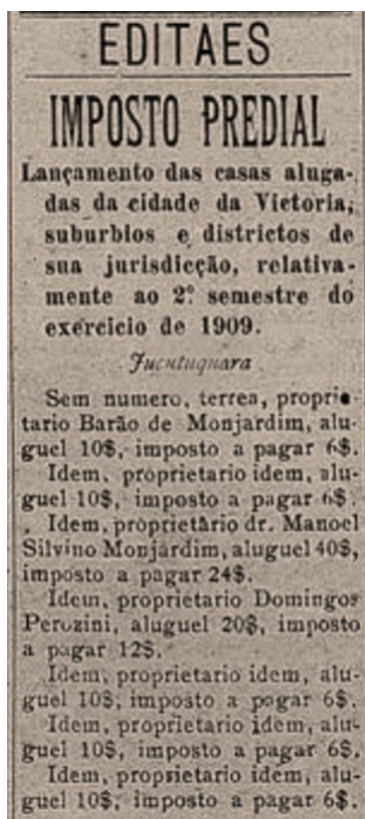 EDITAES
IMPOSTO PREDIAL
Lançamento das casas aluga-
das da cidade da Victoria,
suburbios e districtos de
sua jurisdicção, relativa-
mente ao 2º semestre do
exercicio de 1909.
Jucutuquara
Sem numero, terrea, proprie-
tario Barão de Monjardim, alu-
guel 10$, imposto a pagar 6$.
Idem, proprietario idem, alu-
guel 10$, imposto a pagar 6$.
Idem, proprietário dr. Manoel
Silvino Monjardim, aluguel 40$,
imposto a pagar 24$.
Idem, proprietario Domingos
Perozini, aluguel 20$, imposto
a pagar 12$.
Idem, proprietario idem, alu-
guel 10$, imposto a pagar 6$.
Idem, proprietario idem, alu-
guel 10$, imposto a pagar 6$.
Idem, proprietario idem, alu-
guel 10$, imposto a pagar 6$.